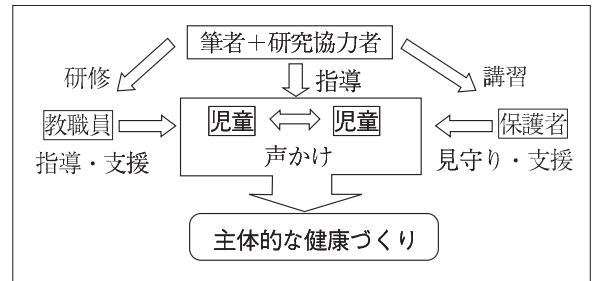 筆者+研究協力者
研修
指導
講習
教職員
児童
児童
保護者
指導・支援
声かけ
見守り・支援
主体的な健康づくり